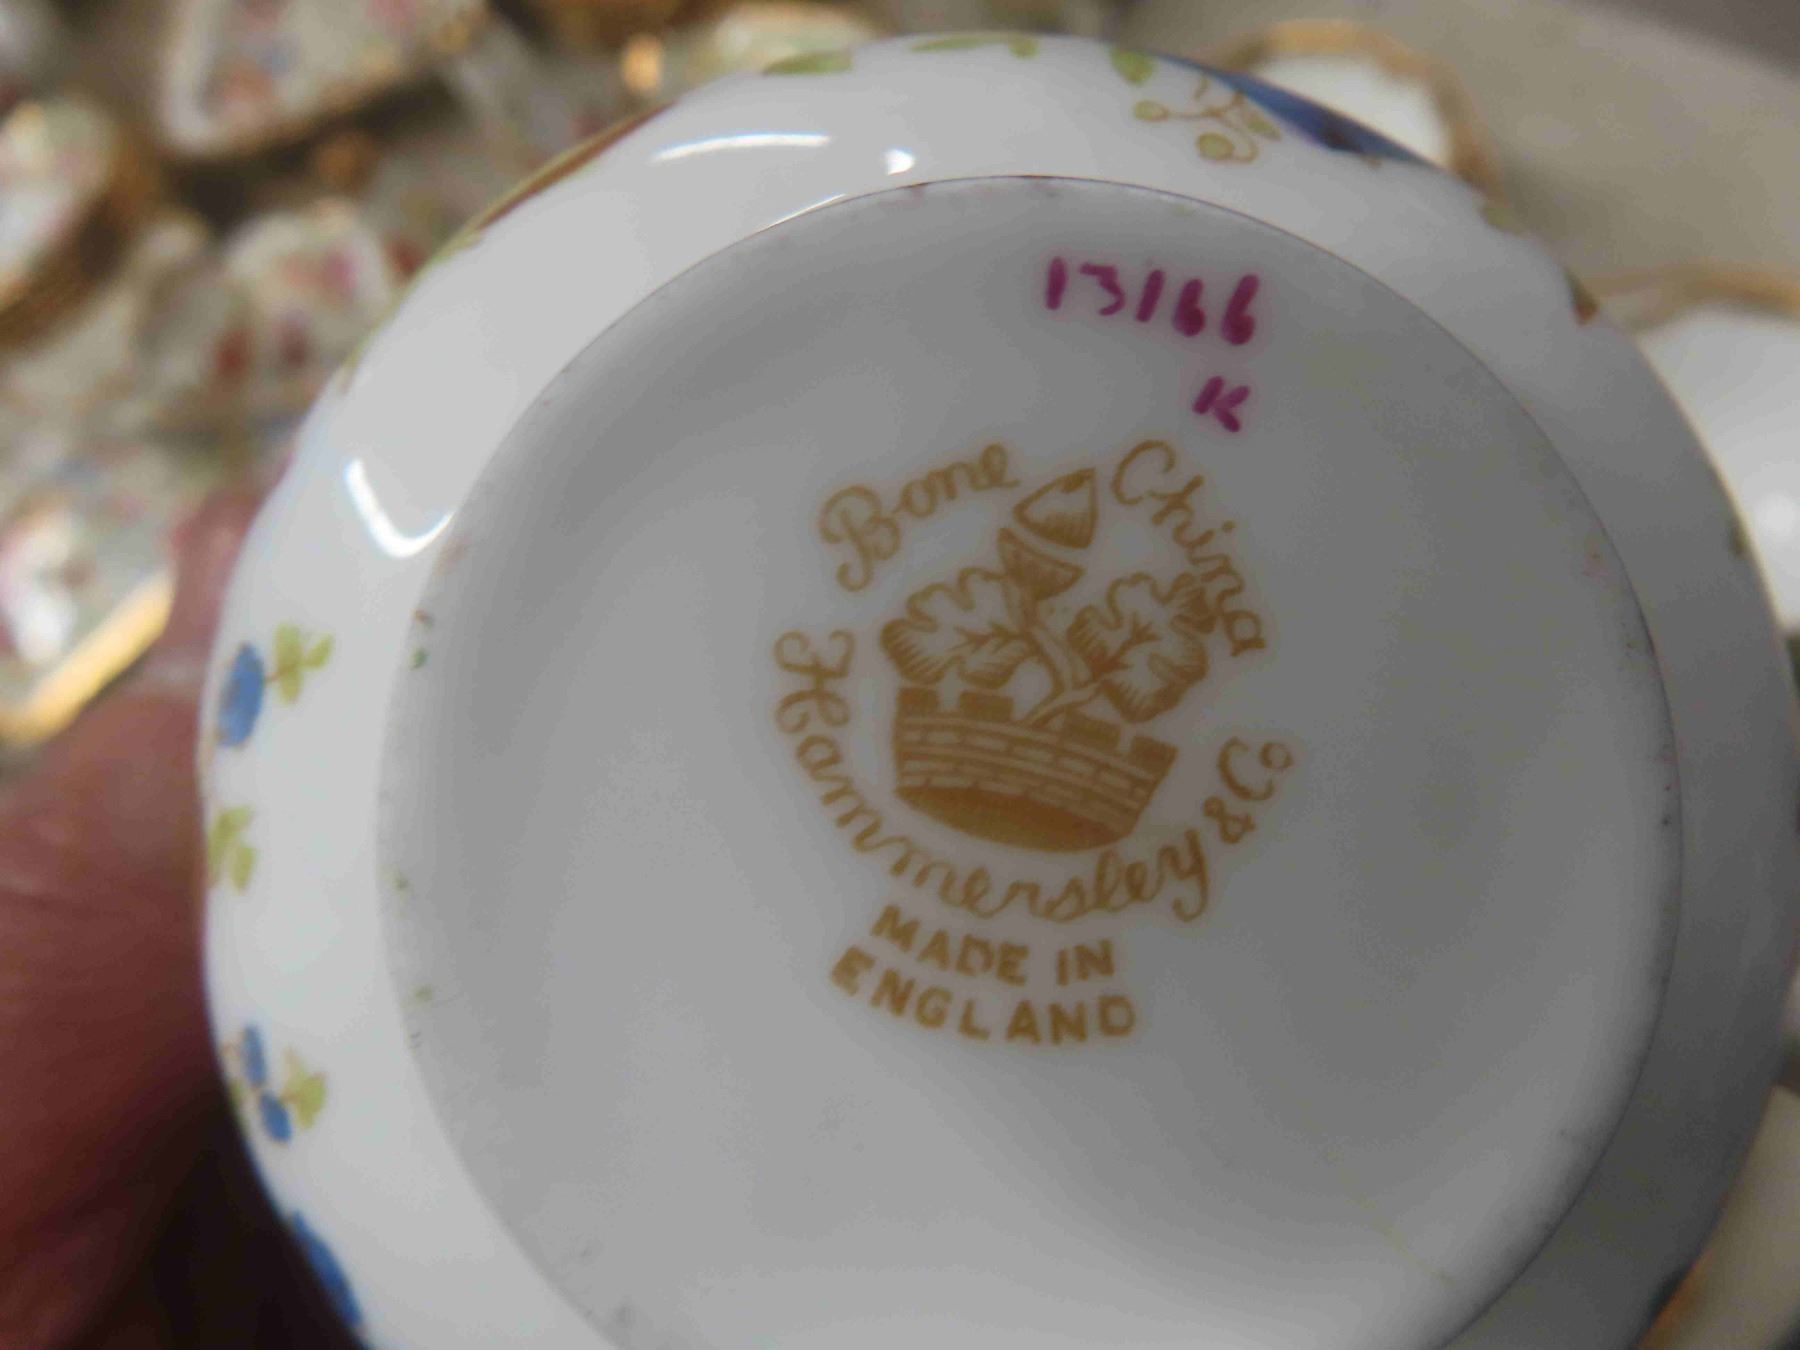 13166
K
Bone China
Hammersley & Co
MADE IN
ENGLAND